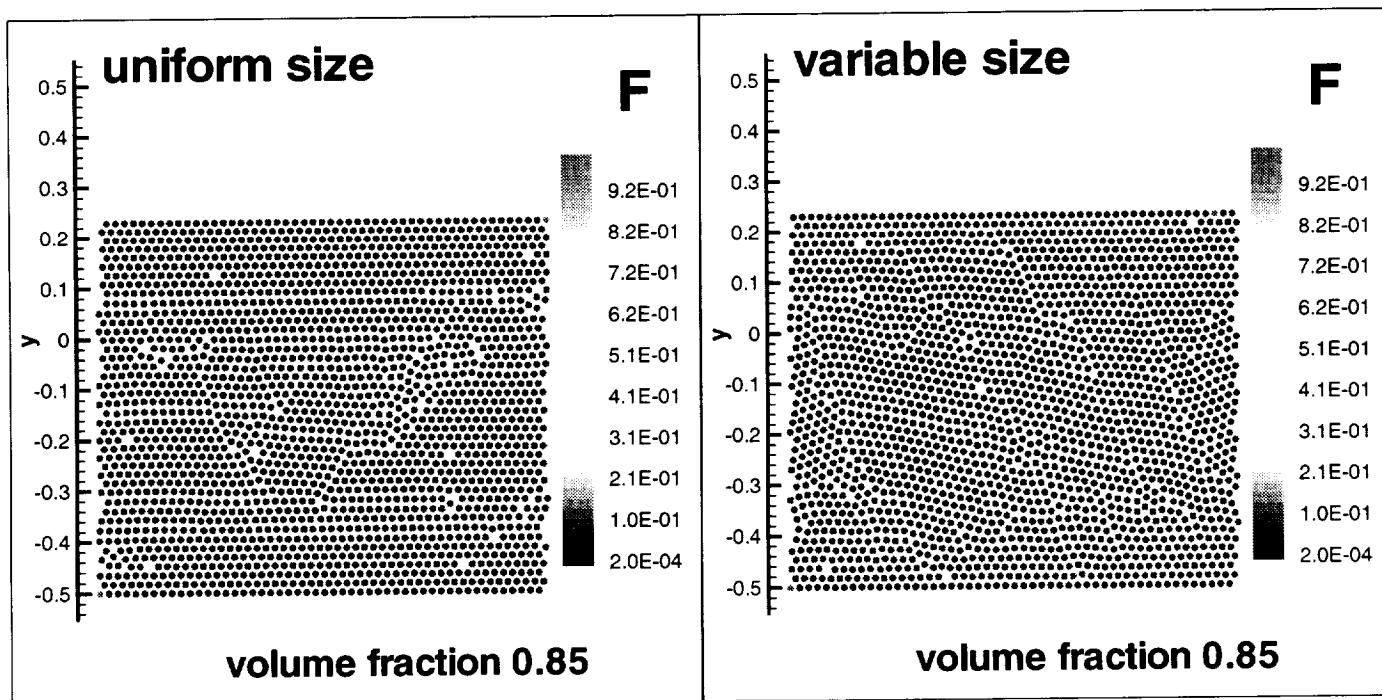 uniform size
F
0.5
0.4
0.3
0.2
0.1
0
-0.1
-0.2
-0.3
-0.4
-0.5
y
9.2E-01
8.2E-01
7.2E-01
6.2E-01
5.1E-01
4.1E-01
3.1E-01
2.1E-01
1.0E-01
2.0E-04
volume fraction 0.85
variable size
F
0.5
0.4
0.3
0.2
0.1
0
-0.1
-0.2
-0.3
-0.4
-0.5
y
9.2E-01
8.2E-01
7.2E-01
6.2E-01
5.1E-01
4.1E-01
3.1E-01
2.1E-01
1.0E-01
2.0E-04
volume fraction 0.85